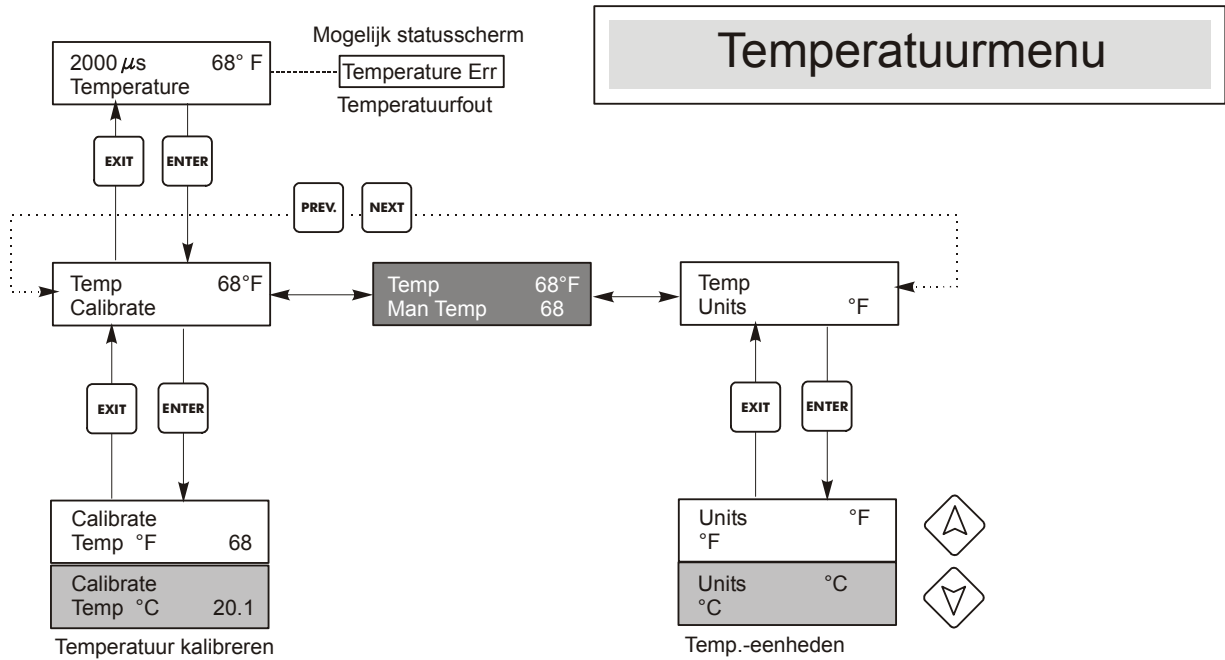 Temperatuurmenu
2000 µs 68° F
Temperature
Mogelijk statusscherm
Temperature Err
Temperatuurfout
EXIT ENTER
PREV. NEXT
Temp 68°F
Calibrate
Temp 68°F
Man Temp 68
Temp
Units °F
EXIT ENTER
EXIT ENTER
Calibrate
Temp °F 68
Calibrate
Temp °C 20.1
Temperatuur kalibreren
Units °F
°F
Units °C
°C
Temp.-eenheden